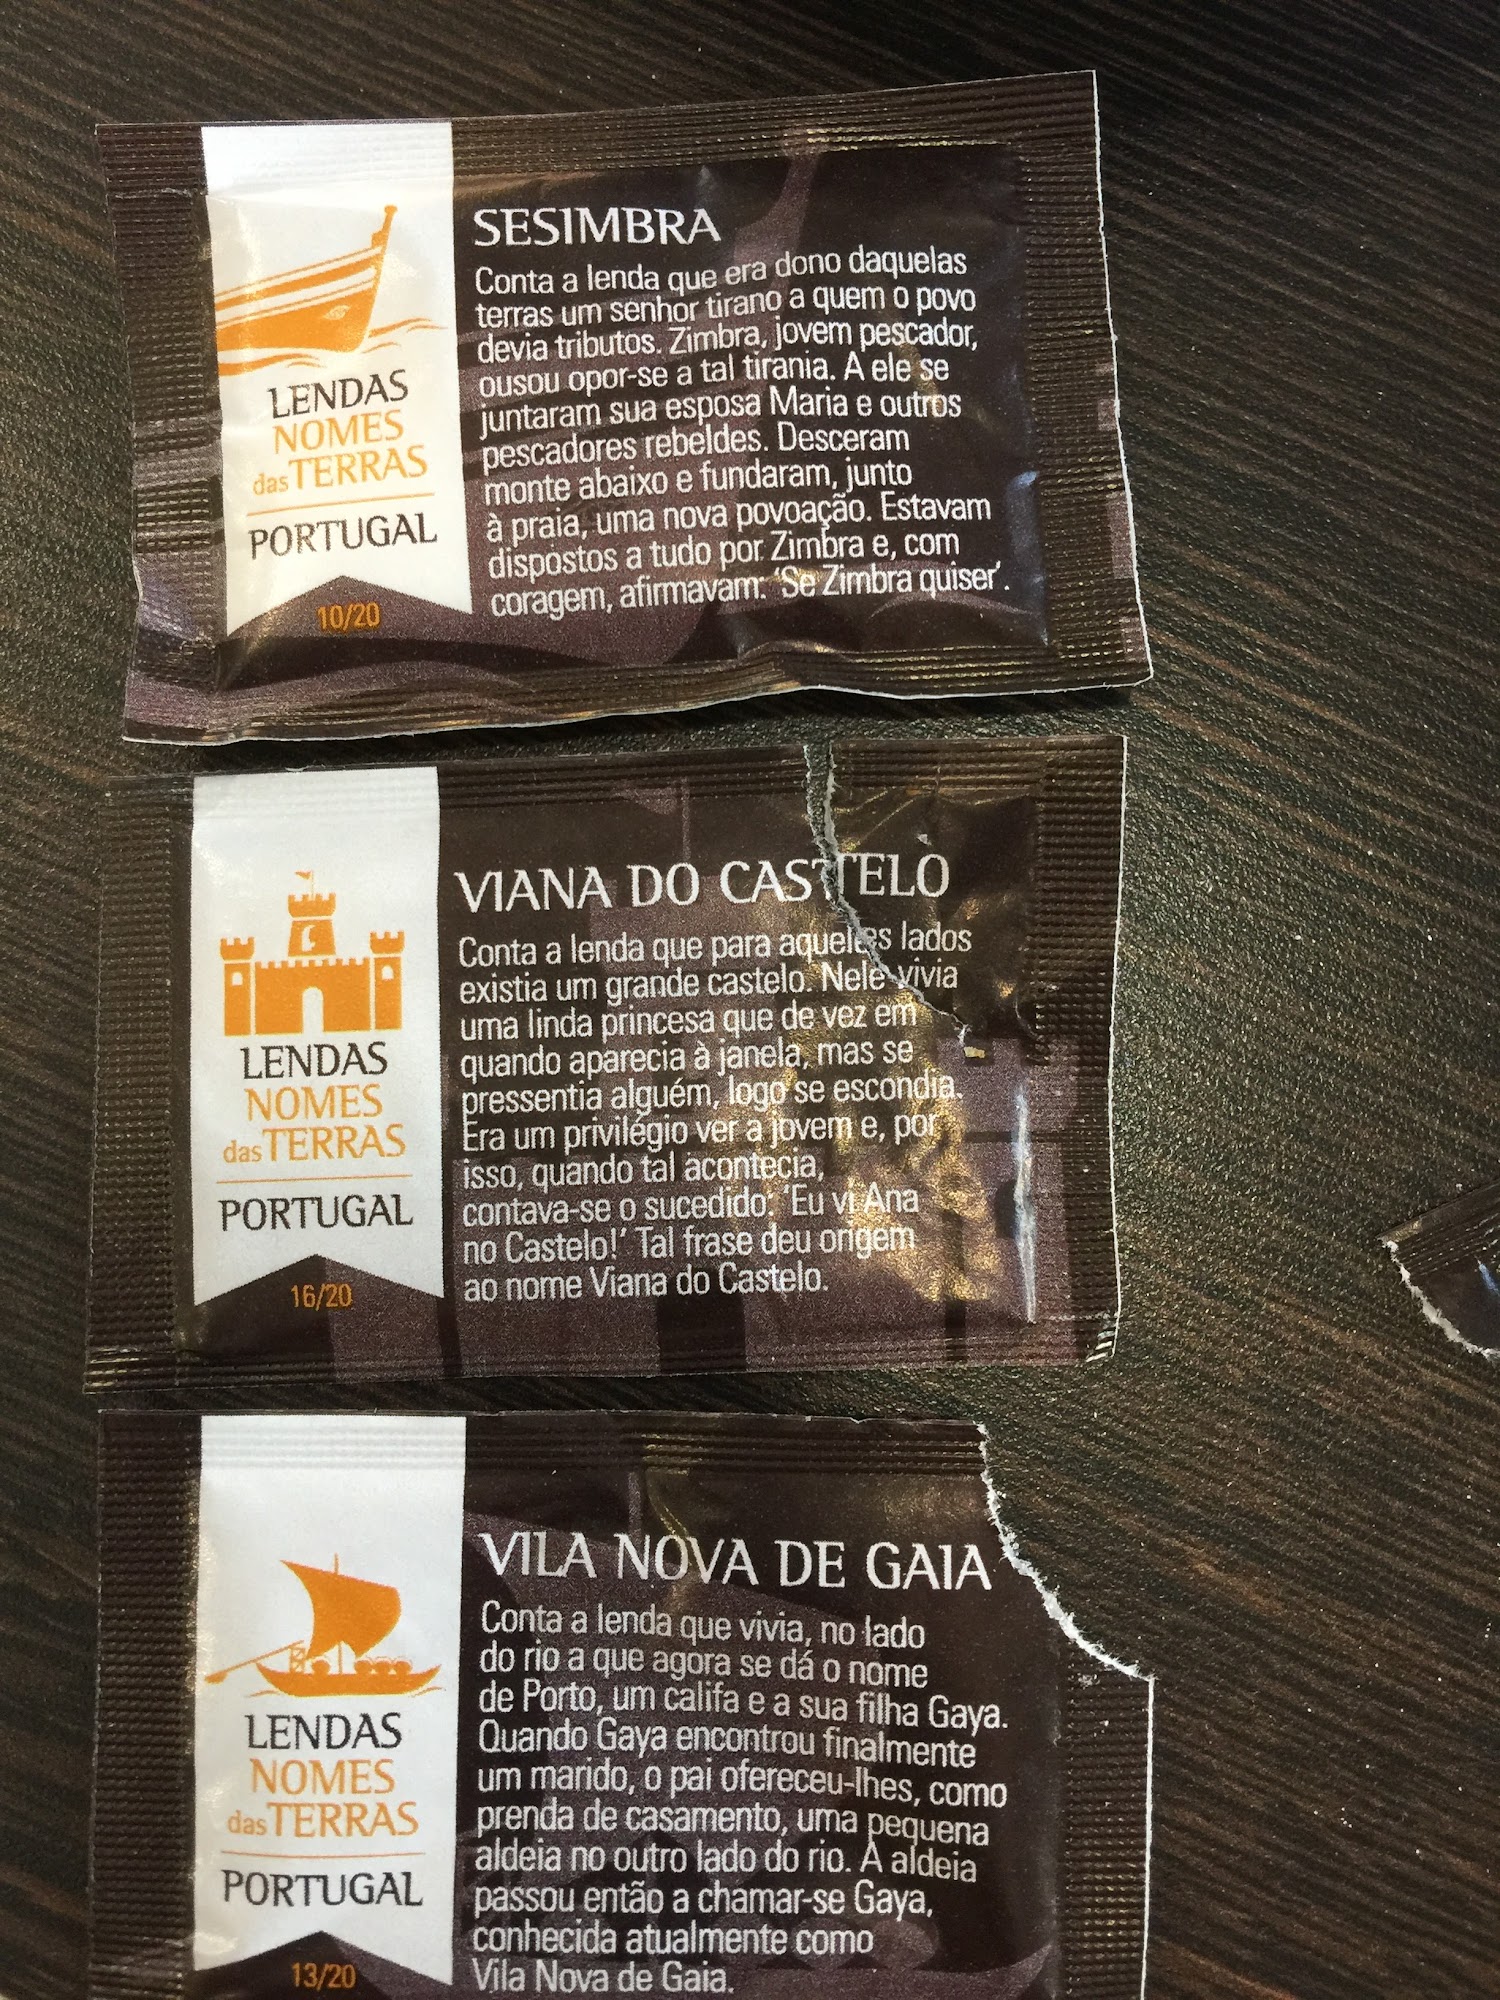 LENDAS
NOMES
das TERRAS
PORTUGAL
10/20
SESIMBRA
Conta a lenda que era dono daquelas
terras um senhor tirano a quem o povo
devia tributos. Zimbra, jovem pescador,
ousou opor-se a tal tirania. A ele se
juntaram sua esposa Maria e outros
pescadores rebeldes. Desceram
monte abaixo e fundaram, junto
à praia, uma nova povoação. Estavam
dispostos a tudo por Zimbra e, com
coragem, afirmavam: 'Se Zimbra quiser'.
LENDAS
NOMES
das TERRAS
PORTUGAL
16/20
VIANA DO CASTELO
Conta a lenda que para aqueles lados
existia um grande castelo. Nele vivia
uma linda princesa que de vez em
quando aparecia à janela, mas se
pressentia alguém, logo se escondia.
Era um privilégio ver a jovem e, por
isso, quando tal acontecia,
contava-se o sucedido: 'Eu vi Ana
no Castelo!' Tal frase deu origem
ao nome Viana do Castelo.
LENDAS
NOMES
das TERRAS
PORTUGAL
13/20
VILA NOVA DE GAIA
Conta a lenda que vivia, no lado
do rio a que agora se dá o nome
de Porto, um califa e a sua filha Gaya.
Quando Gaya encontrou finalmente
um marido, o pai ofereceu-lhes, como
prenda de casamento, uma pequena
aldeia no outro lado do rio. A aldeia
passou então a chamar-se Gaya,
conhecida atualmente como
Vila Nova de Gaia.